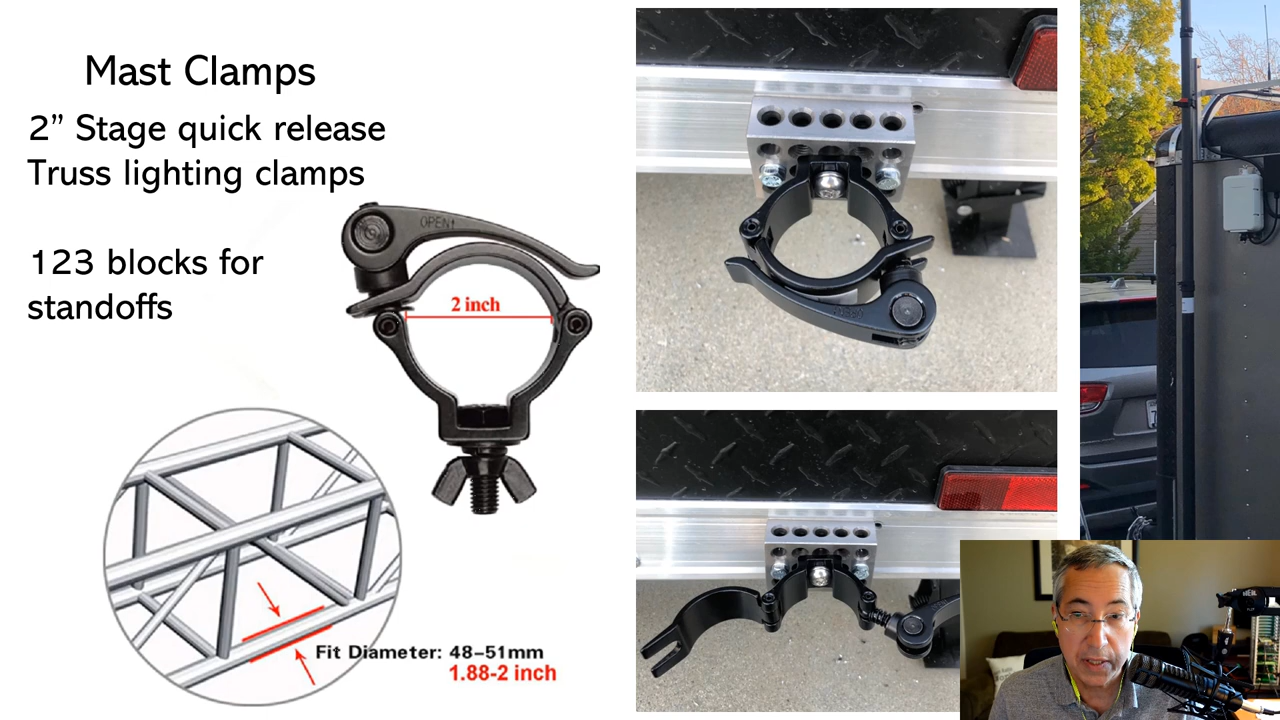 Mast Clamps
2” Stage quick release
Truss lighting clamps
123 blocks for
standoffs
OPEN↑
2 inch
Fit Diameter: 48–51mm
1.88-2 inch